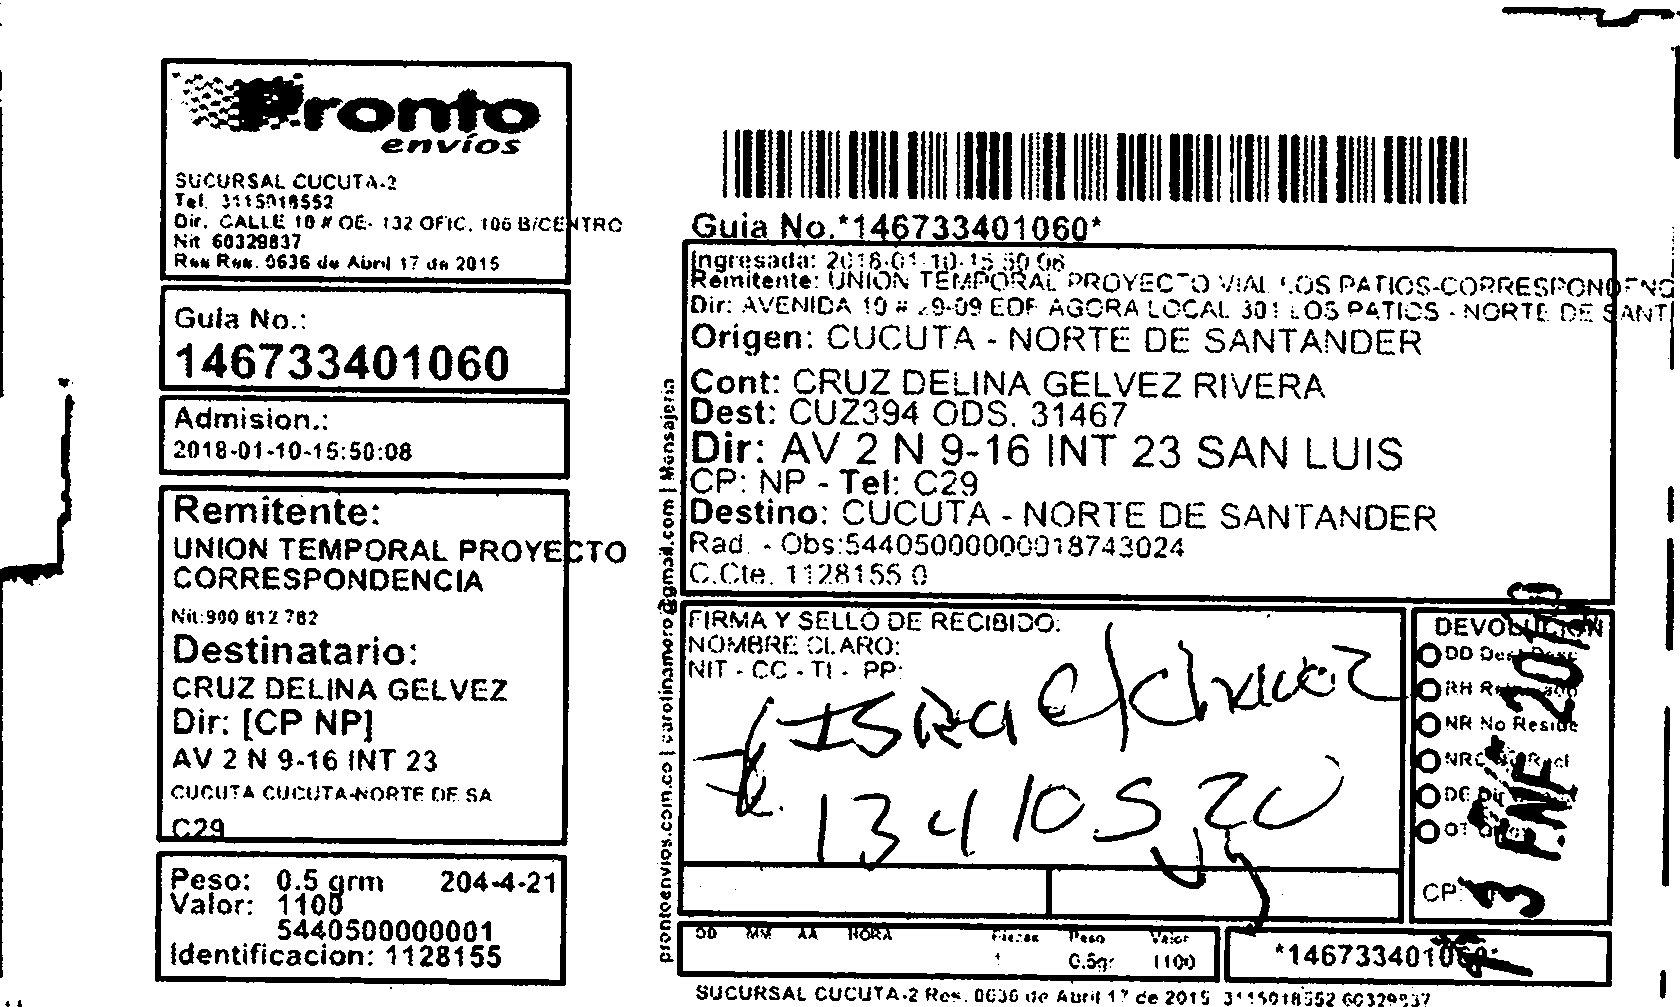 Pronto
envíos
SUCURSAL CUCUTA-2
Tel. 3115018552
Dir. CALLE 10 # OE- 132 OFIC. 106 B/CENTRO
Nit 60329837
Res Res. 0636 de Abril 17 de 2015
Guia No.:
146733401060
Admision.:
2018-01-10-15:50:08
Remitente:
UNION TEMPORAL PROYECTO
CORRESPONDENCIA
Nit:900 812 782
Destinatario:
CRUZ DELINA GELVEZ
Dir: [CP NP]
AV 2 N 9-16 INT 23
CUCUTA CUCUTA-NORTE DE SA
C29
Peso: 0.5 grm 204-4-21
Valor: 1100
5440500000001
Identificacion: 1128155
prontoenvios.com.co | carolinamoro@gmail.com | Mensajeria
Guia No.*146733401060*
Ingresada: 2018-01-10-15:50:08
Remitente: UNION TEMPORAL PROYECTO VIAL LOS PATIOS-CORRESPONDENC
Dir: AVENIDA 10 # 29-09 EDF AGORA LOCAL 301 LOS PATIOS - NORTE DE SANT
Origen: CUCUTA - NORTE DE SANTANDER
Cont: CRUZ DELINA GELVEZ RIVERA
Dest: CUZ394 ODS. 31467
Dir: AV 2 N 9-16 INT 23 SAN LUIS
CP: NP - Tel: C29
Destino: CUCUTA - NORTE DE SANTANDER
Rad. - Obs:544050000000018743024
C.Cte. 1128155 0
FIRMA Y SELLO DE RECIBIDO:
NOMBRE CLARO:
NIT - CC - TI - PP:
13410520
DEVOLUCION
DD Desc
RH
NR No Reside
NRC
DE Dir
OT
CP:
DD MM AA HORA Piezas Peso Valor
1 0.5gr 1100
*146733401060*
SUCURSAL CUCUTA-2 Res. 0636 de Abril 17 de 2015 3115018552 60329837